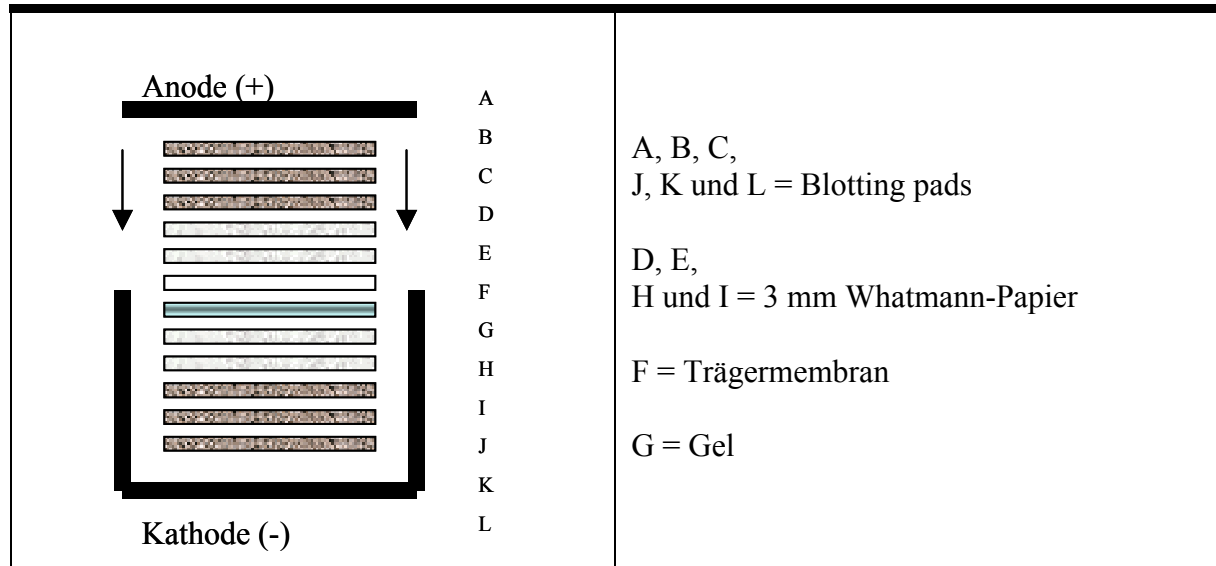 Anode (+)
A
B
C
D
E
F
G
H
I
J
K
L
Kathode (-)
A, B, C,
J, K und L = Blotting pads
D, E,
H und I = 3 mm Whatmann-Papier
F = Trägermembran
G = Gel